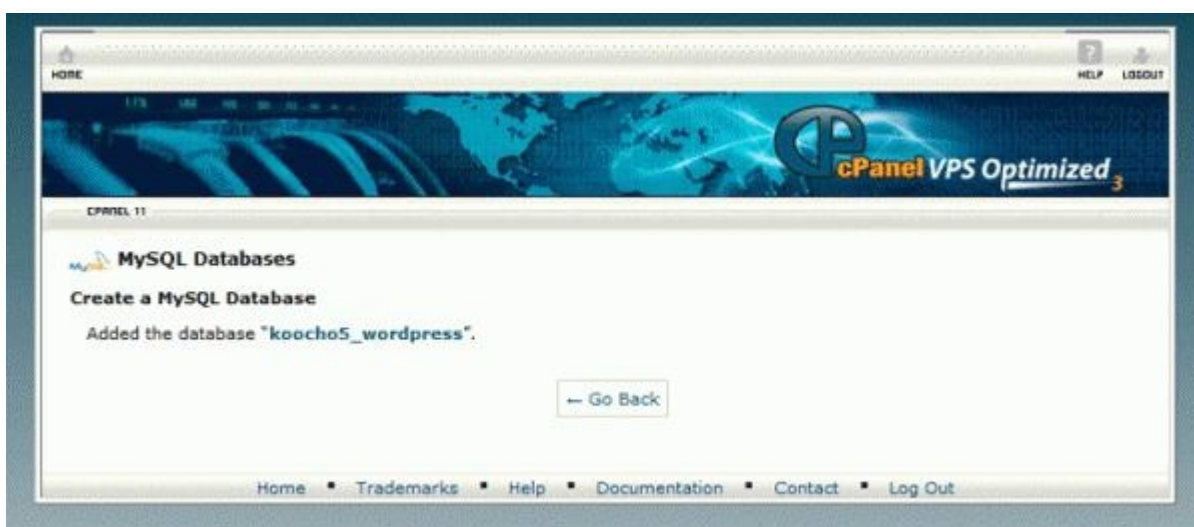 HOME
HELP LOGOUT
cPanel VPS Optimized 3
CPANEL 11
MySQL Databases
Create a MySQL Database
Added the database "koocho5_wordpress".
← Go Back
Home ▪ Trademarks ▪ Help ▪ Documentation ▪ Contact ▪ Log Out